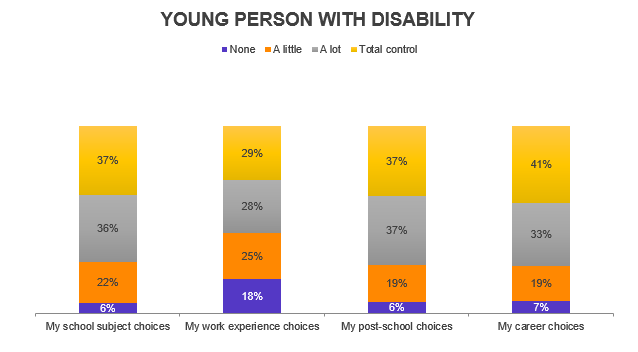 YOUNG PERSON WITH DISABILITY
None A little A lot Total control
37% 29% 37% 41%
36% 28% 37% 33%
22% 25% 19% 19%
6% 18% 6% 7%
My school subject choices My work experience choices My post-school choices My career choices